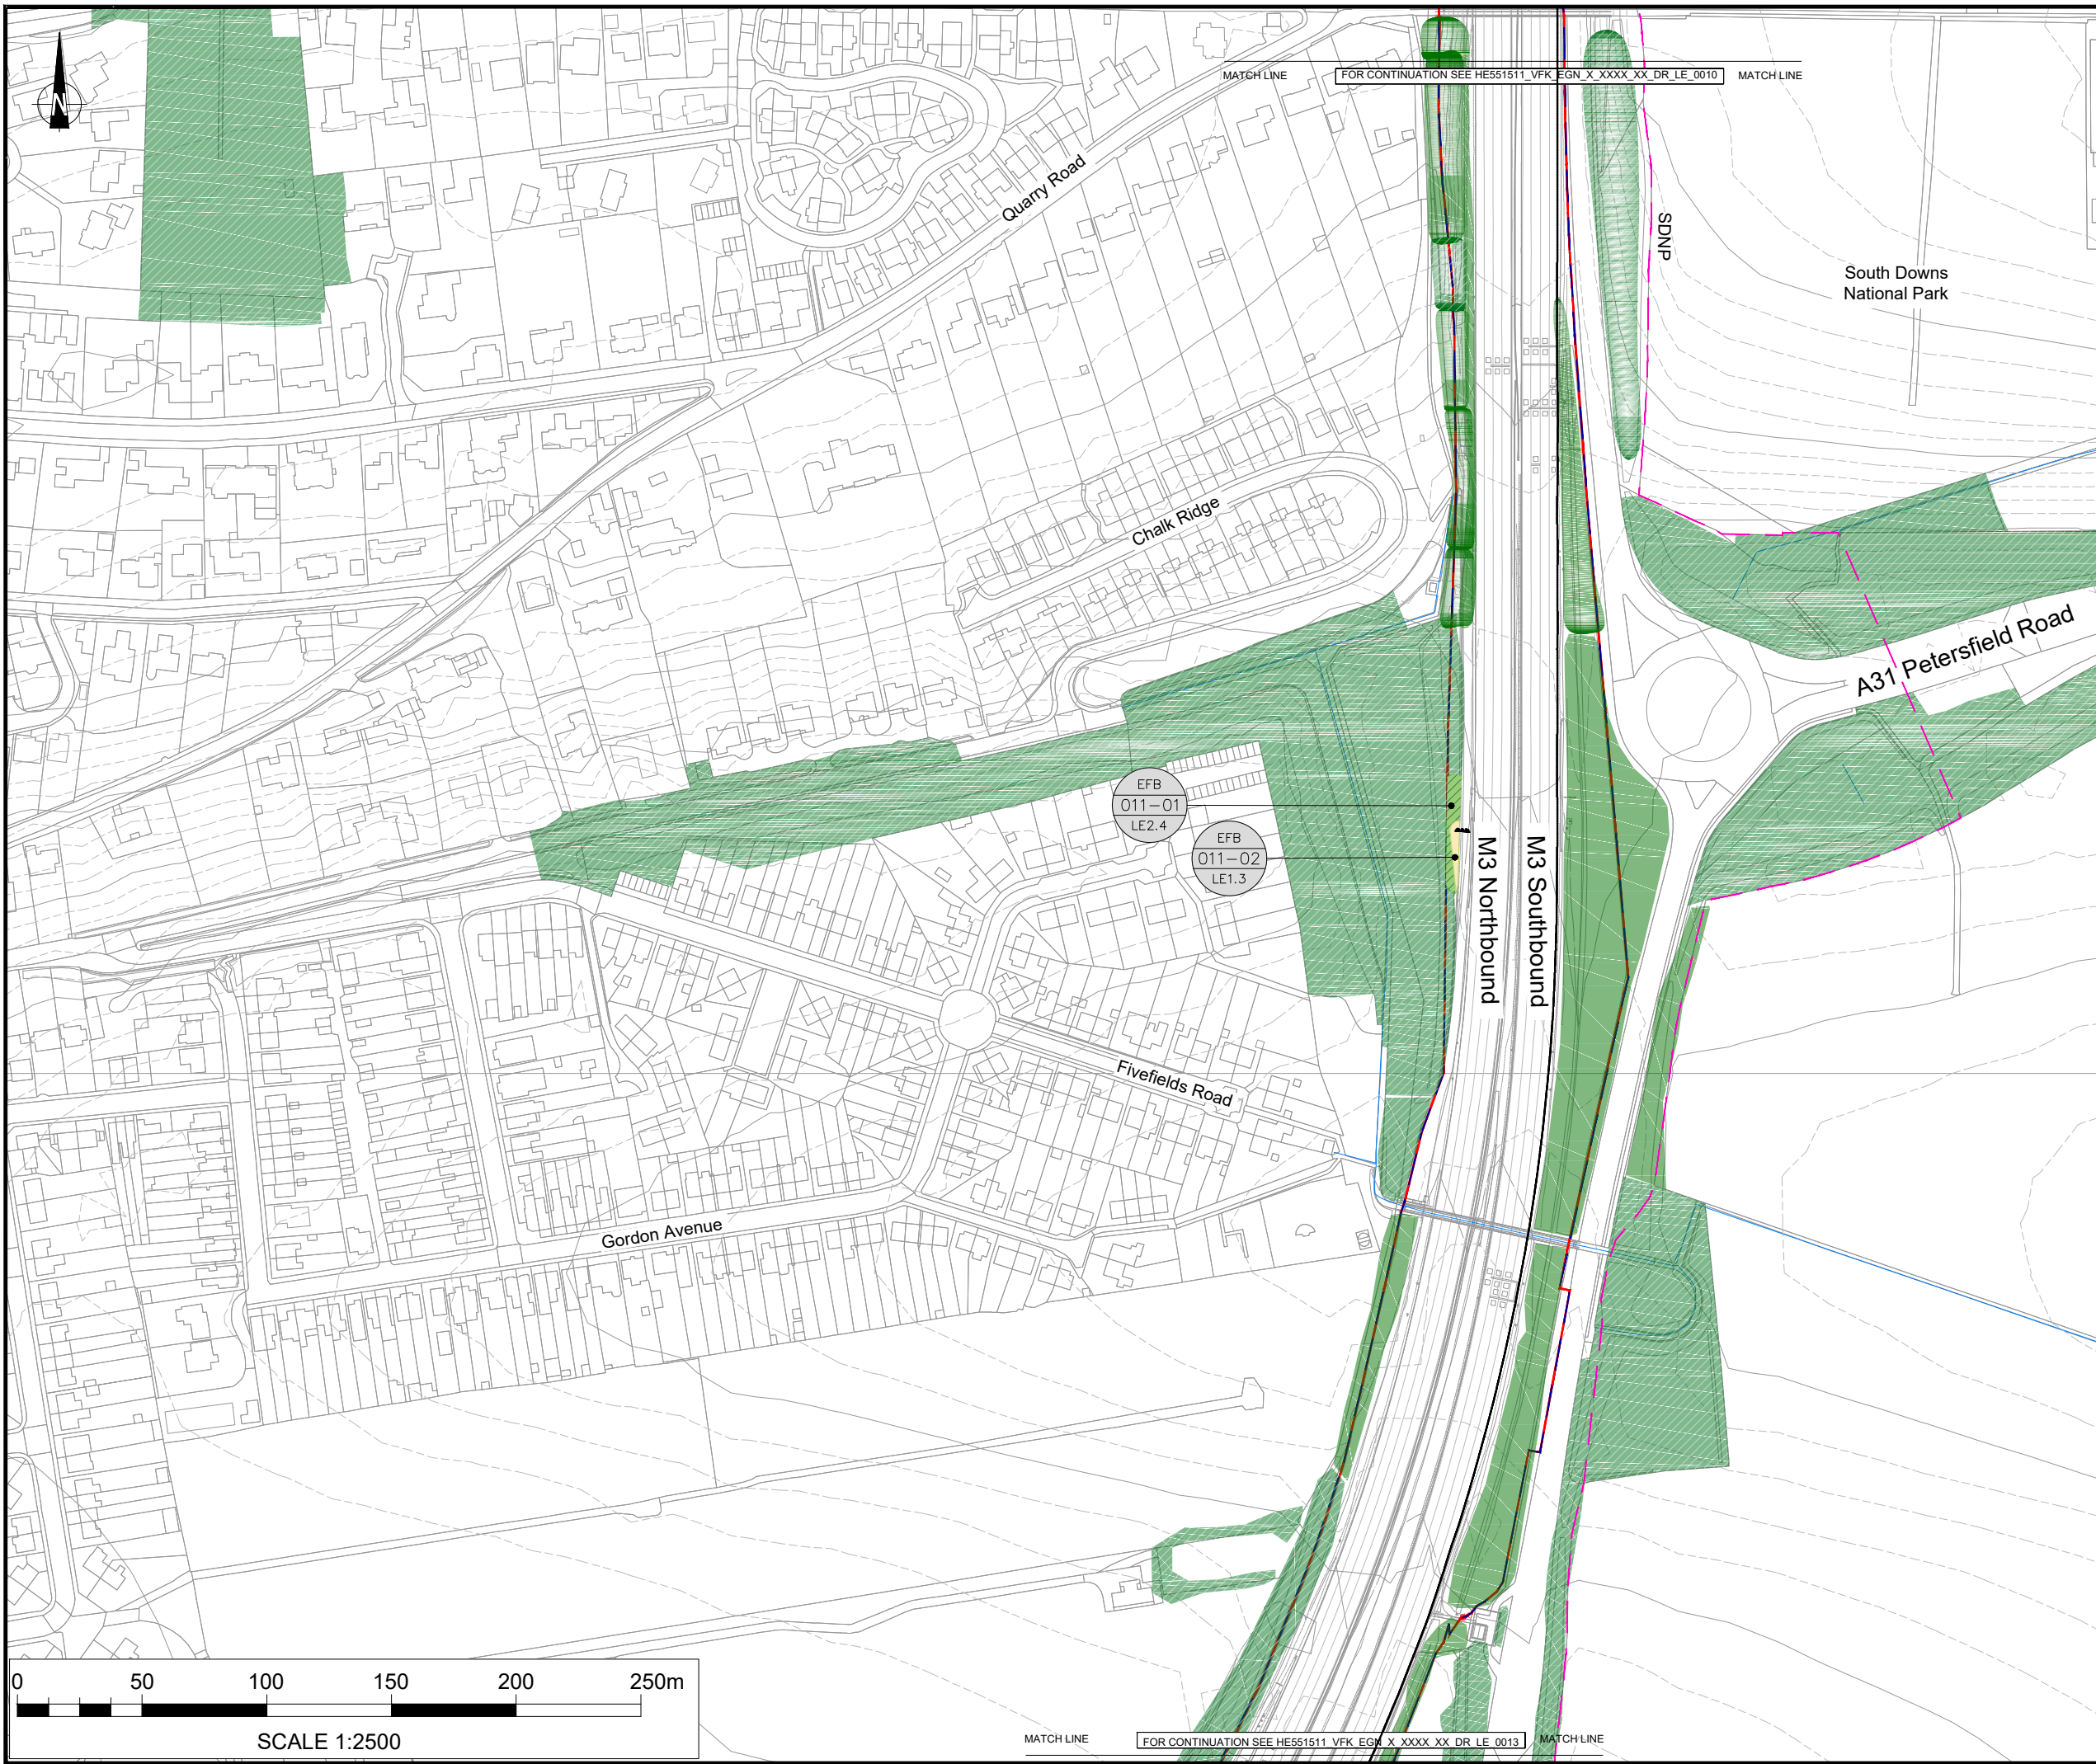 N
MATCH LINE
FOR CONTINUATION SEE HE551511_VFK_EGN_X_XXXX_XX_DR_LE_0010
MATCH LINE
Quarry Road
SDNP
South Downs
National Park
Chalk Ridge
A31 Petersfield Road
EFB
011-01
LE2.4
EFB
011-02
LE1.3
M3 Northbound
M3 Southbound
Fivefields Road
Gordon Avenue
0 50 100 150 200 250m
SCALE 1:2500
MATCH LINE
FOR CONTINUATION SEE HE551511_VFK_EGN_X_XXXX_XX_DR_LE_0013
MATCH LINE